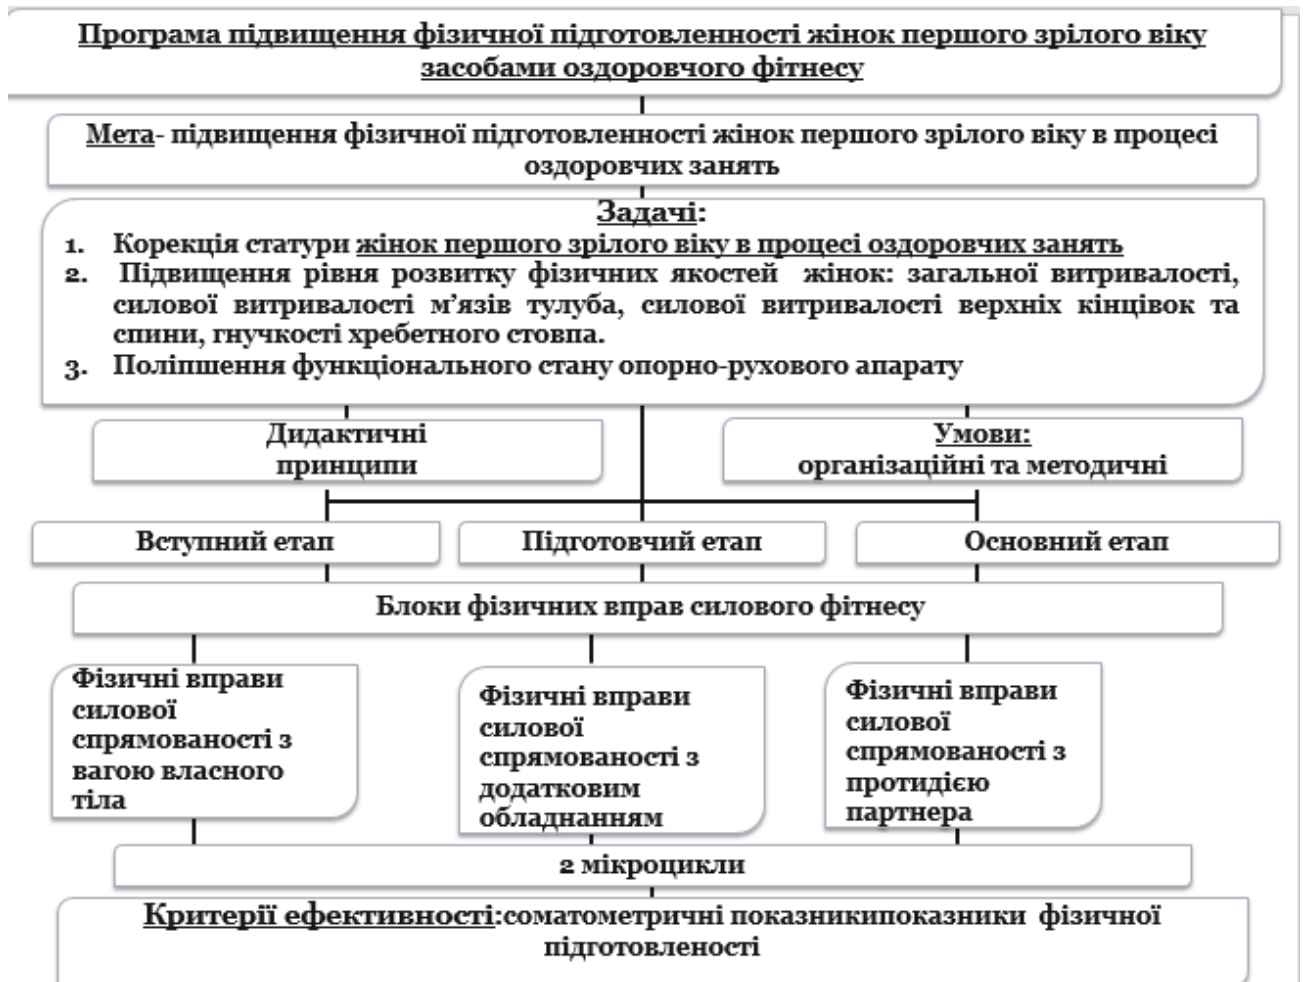 Програма підвищення фізичної підготовленності жінок першого зрілого віку
засобами оздоровчого фітнесу
Мета- підвищення фізичної підготовленності жінок першого зрілого віку в процесі
оздоровчих занять
Задачі:
1. Корекція статури жінок першого зрілого віку в процесі оздоровчих занять
2. Підвищення рівня розвитку фізичних якостей жінок: загальної витривалості,
силової витривалості м’язів тулуба, силової витривалості верхніх кінцівок та
спини, гнучкості хребетного стовпа.
3. Поліпшення функціонального стану опорно-рухового апарату
Дидактичні
принципи
Умови:
організаційні та методичні
Вступний етап
Підготовчий етап
Основний етап
Блоки фізичних вправ силового фітнесу
Фізичні вправи
силової
спрямованості з
вагою власного
тіла
Фізичні вправи
силової
спрямованості з
додатковим
обладнанням
Фізичні вправи
силової
спрямованості з
протидією
партнера
2 мікроцикли
Критерії ефективності:соматометричні показникипоказники фізичної
підготовленості